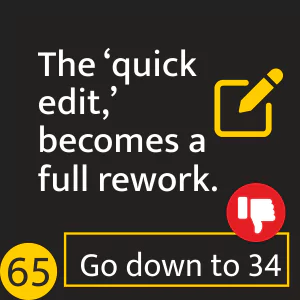 The ‘quick
edit,’
becomes a
full rework.
65
Go down to 34